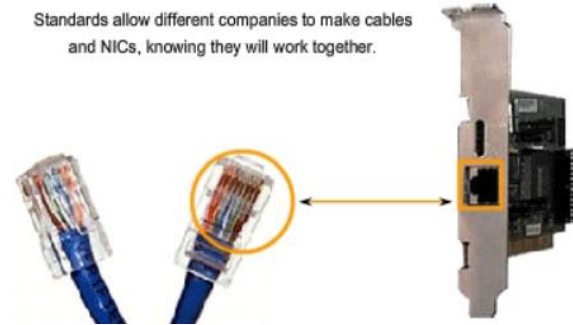 Standards allow different companies to make cables
and NICs, knowing they will work together.